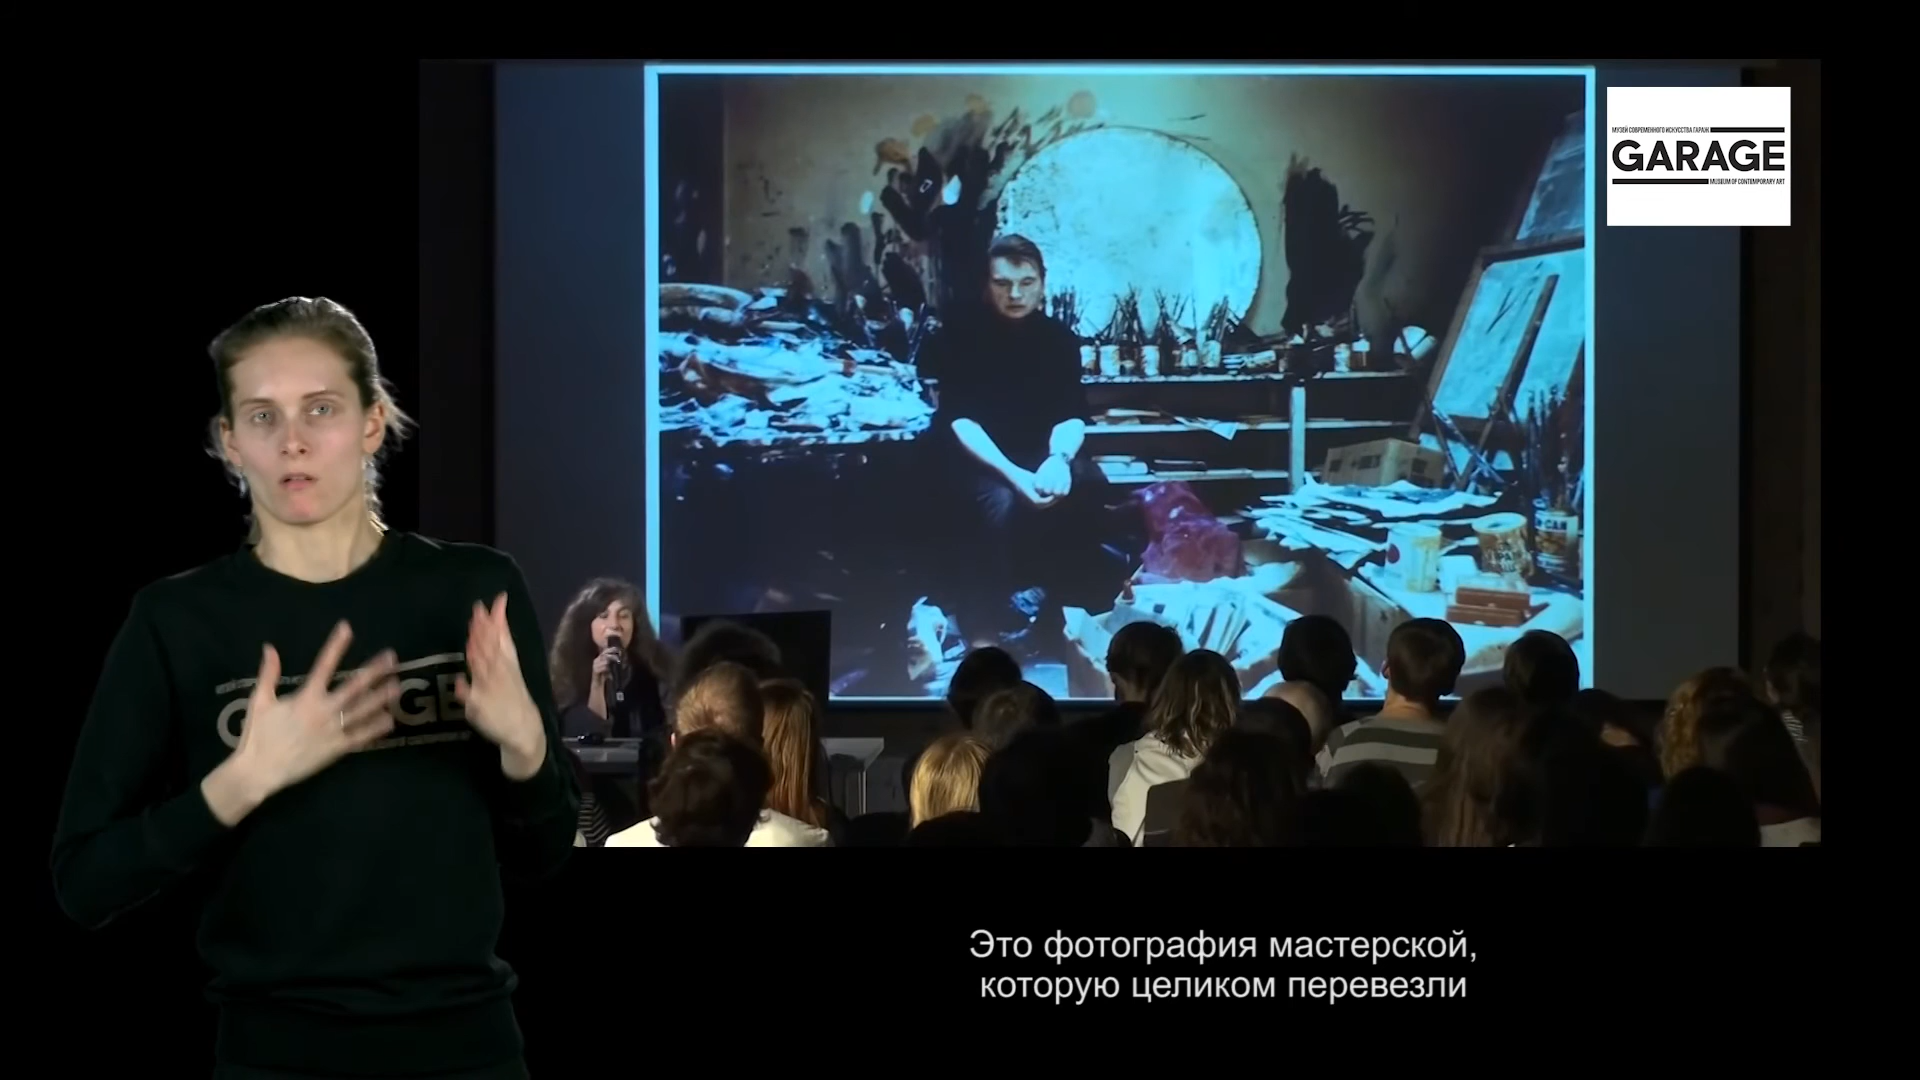 МУЗЕЙ СОВРЕМЕННОГО ИСКУССТВА ГАРАЖ
GARAGE
MUSEUM OF CONTEMPORARY ART
Это фотография мастерской,
которую целиком перевезли